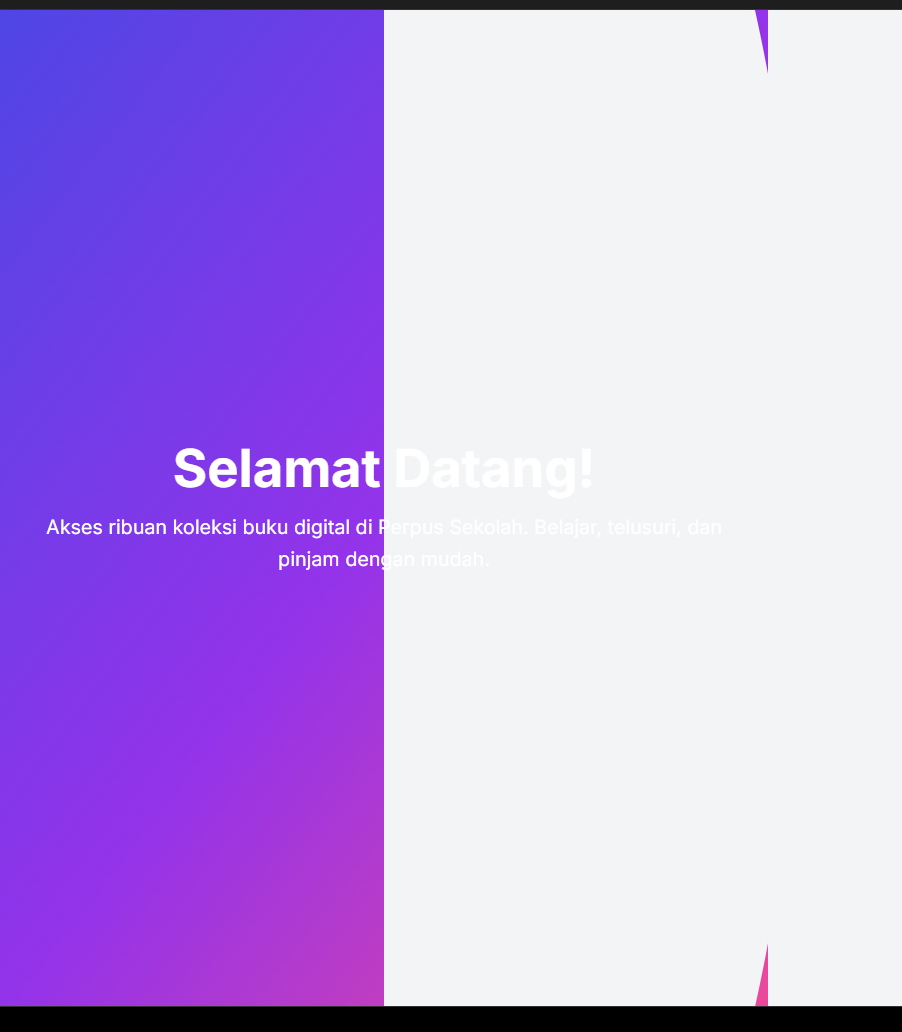 Selamat Datang!
Akses ribuan koleksi buku digital di Perpus Sekolah. Belajar, telusuri, dan
pinjam dengan mudah.